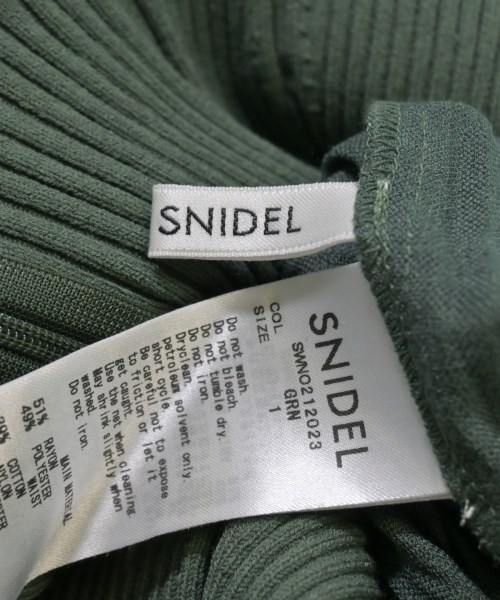 SNIDEL
SNIDEL
SWNO212023
COL GRN
SIZE 1
Do not wash.
Do not bleach.
Do not tumble dry.
Do not iron.
Dryclean.
petroleus solvent only.
short cycle.
Be careful not to expose
to friction or let it
get caught.
Use the net when cleaning.
May shrink slightly when
washed.
Do not iron.
MAIN MATERIAL
51% RAYON
49% POLYESTER
WAIST
COTTON